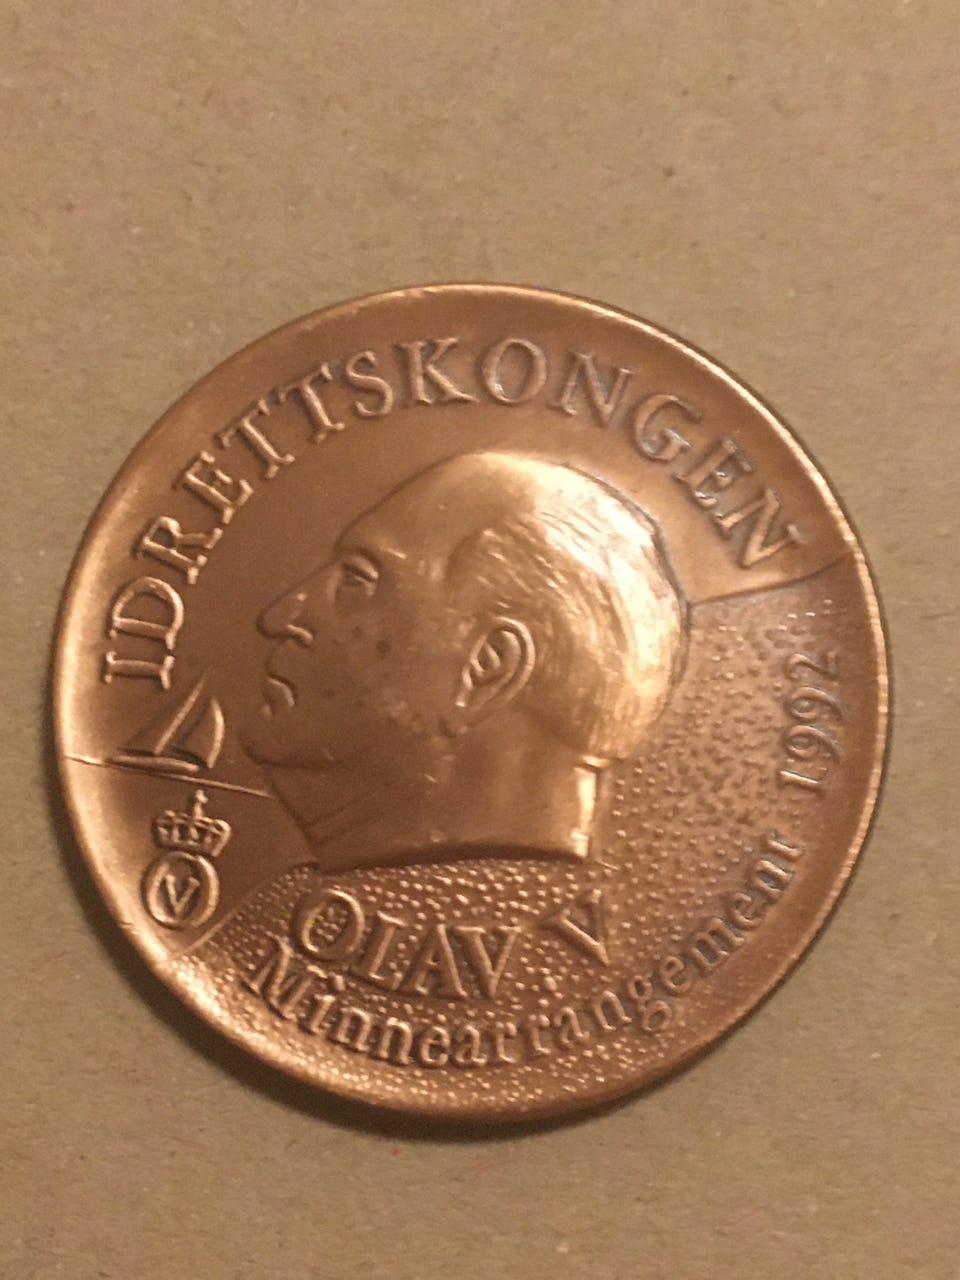 IDRETTSKONGEN
OLAV V
Minnearrangement 1992
V